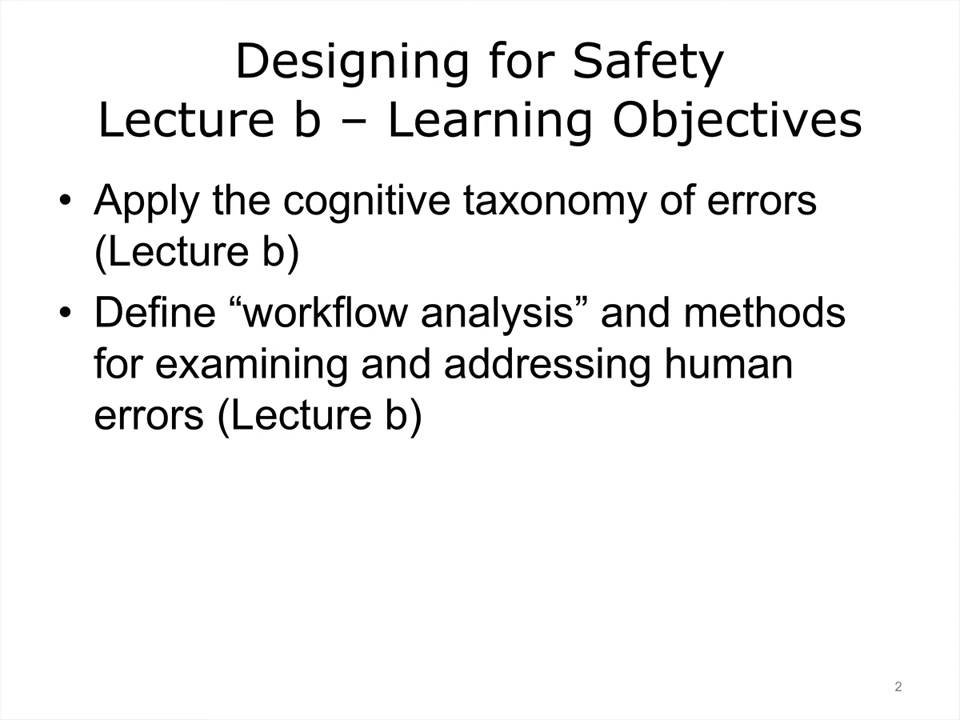 Designing for Safety
Lecture b – Learning Objectives
• Apply the cognitive taxonomy of errors
(Lecture b)
• Define “workflow analysis” and methods
for examining and addressing human
errors (Lecture b)
2